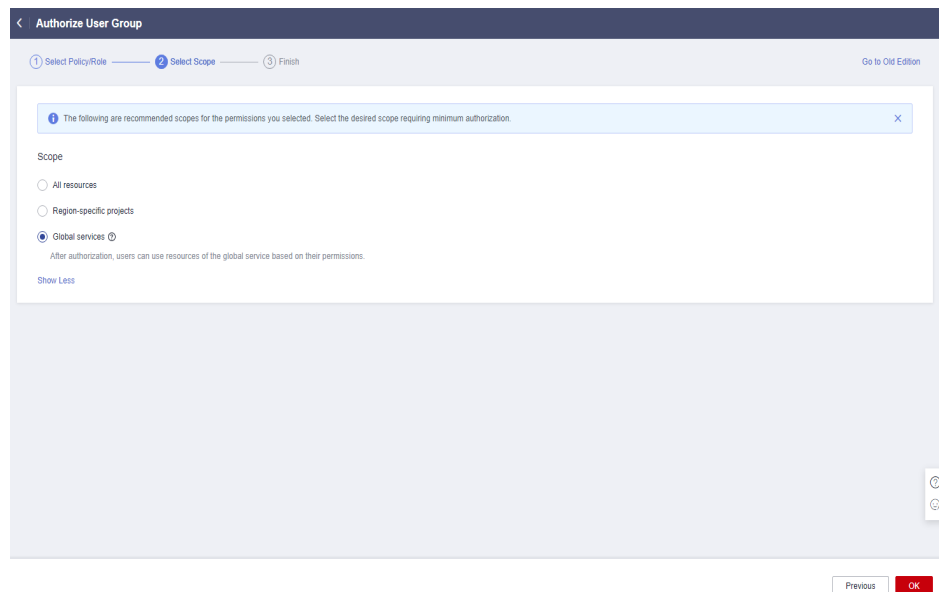 Authorize User Group
1 Select Policy/Role 2 Select Scope 3 Finish Go to Old Edition
The following are recommended scopes for the permissions you selected. Select the desired scope requiring minimum authorization.
Scope
All resources
Region-specific projects
Global services
After authorization, users can use resources of the global service based on their permissions.
Show Less
Previous OK